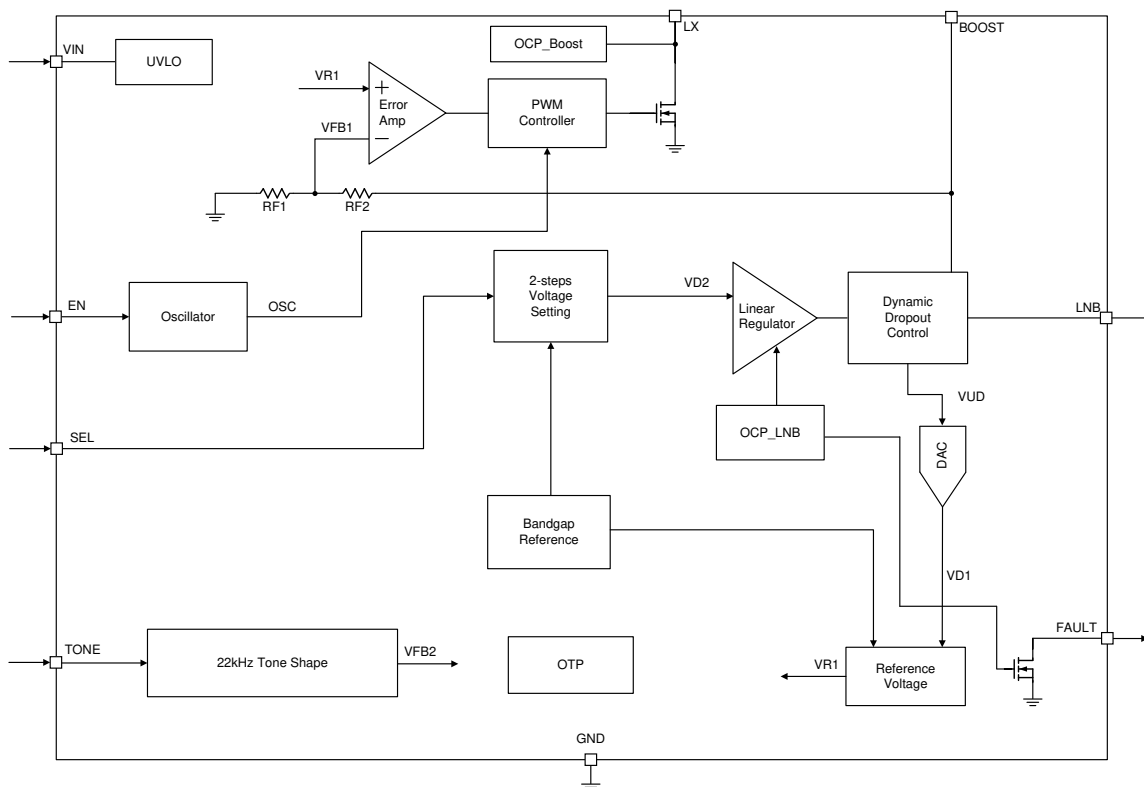 LX
BOOST
VIN
UVLO
OCP_Boost
VR1
+
Error
Amp
PWM
Controller
VFB1
−
RF1
RF2
EN
Oscillator
OSC
2-steps
Voltage
Setting
VD2
Linear
Regulator
Dynamic
Dropout
Control
LNB
VUD
SEL
OCP_LNB
DAC
Bandgap
Reference
VD1
TONE
22kHz Tone Shape
VFB2
OTP
VR1
Reference
Voltage
FAULT
GND